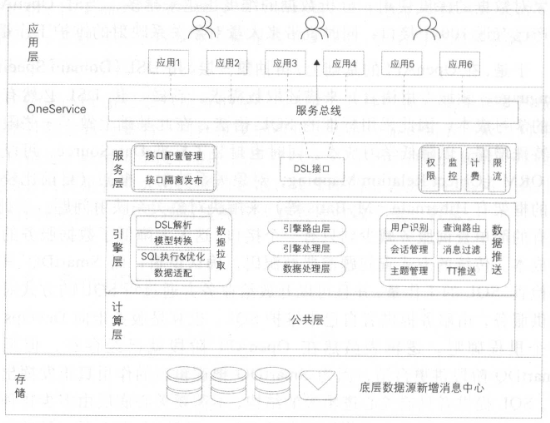 应用层
应用1 应用2 应用3 应用4 应用5 应用6
OneService
服务总线
服务层
接口配置管理
接口隔离发布
DSL接口
权限
监控
计费
限流
引擎层
DSL解析
模型转换
SQL执行&优化
数据适配
数据拉取
引擎路由层
引擎处理层
数据处理层
用户识别 查询路由
会话管理 消息过滤
主题管理 TT推送
数据推送
计算层
公共层
存储
底层数据源新增消息中心